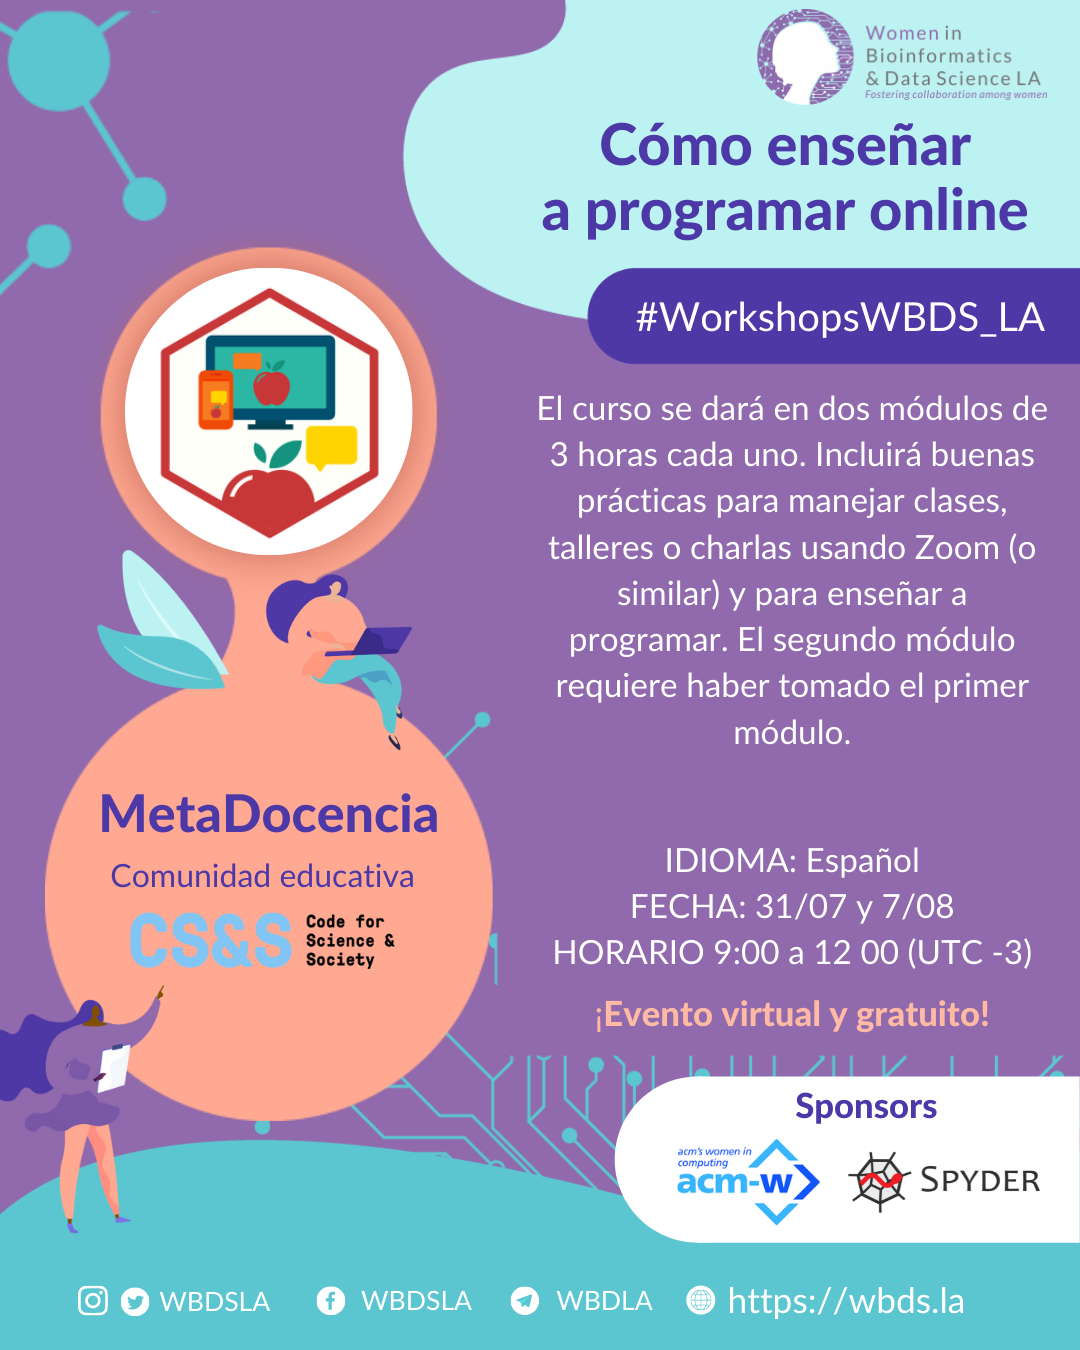 Women in
Bioinformatics
& Data Science LA
Fostering collaboration among women
Cómo enseñar
a programar online
#WorkshopsWBDS_LA
El curso se dará en dos módulos de
3 horas cada uno. Incluirá buenas
prácticas para manejar clases,
talleres o charlas usando Zoom (o
similar) y para enseñar a
programar. El segundo módulo
requiere haber tomado el primer
módulo.
MetaDocencia
Comunidad educativa
CS&S
Code for
Science &
Society
IDIOMA: Español
FECHA: 31/07 y 7/08
HORARIO 9:00 a 12 00 (UTC -3)
¡Evento virtual y gratuito!
Sponsors
acm's women in
computing
acm-w
SPYDER
WBDSLA
WBDSLA
WBDLA
https://wbds.la